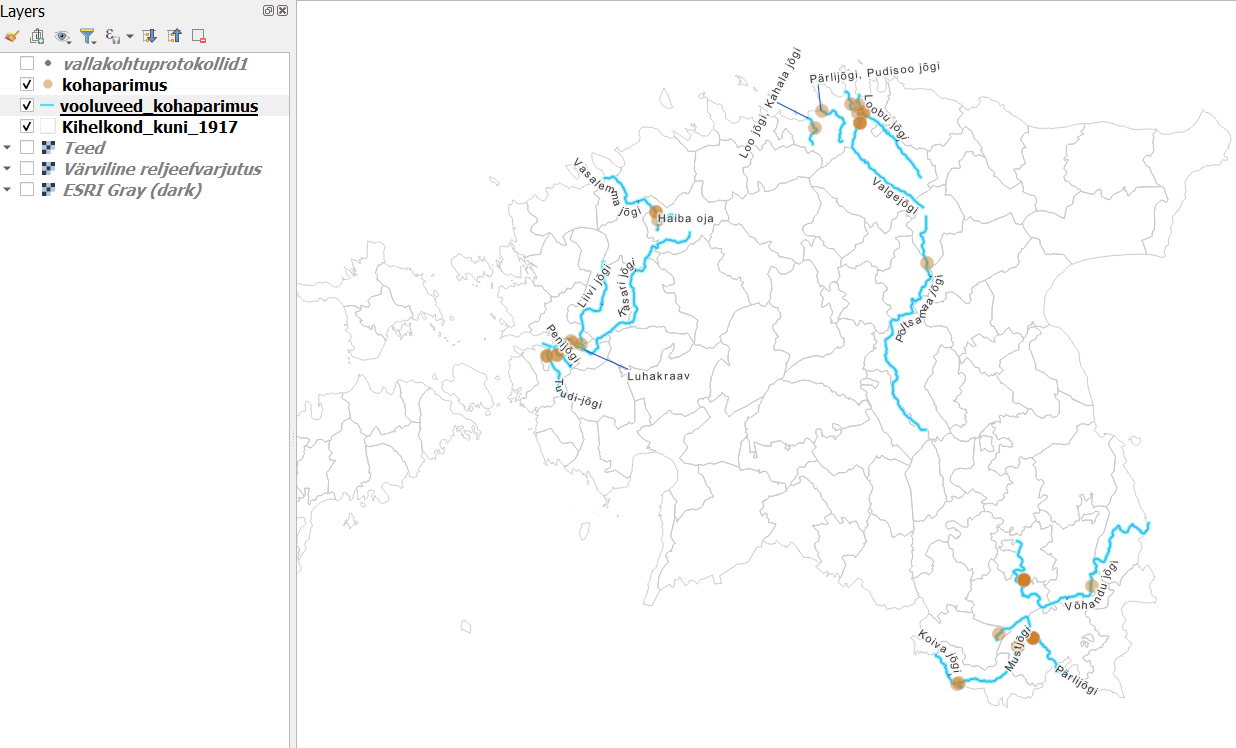 Layers
vallakohtuprotokollid1
kohaparimus
vooluveed_kohaparimus
Kihelkond_kuni_1917
Teed
Värviline reljeefvarjutus
ESRI Gray (dark)
Loo jõgi, Kahala jõgi
Pärlijõgi, Pudisoo jõgi
Loobu jõgi
Valgejõgi
Vasalemma jõgi
Haiba oja
Liivi jõgi
Kasari jõgi
Põltsamaa jõgi
Penijõgi
Luhakraav
Tuudi jõgi
Võhandu jõgi
Koiva jõgi
Mustjõgi
Pärlijõgi